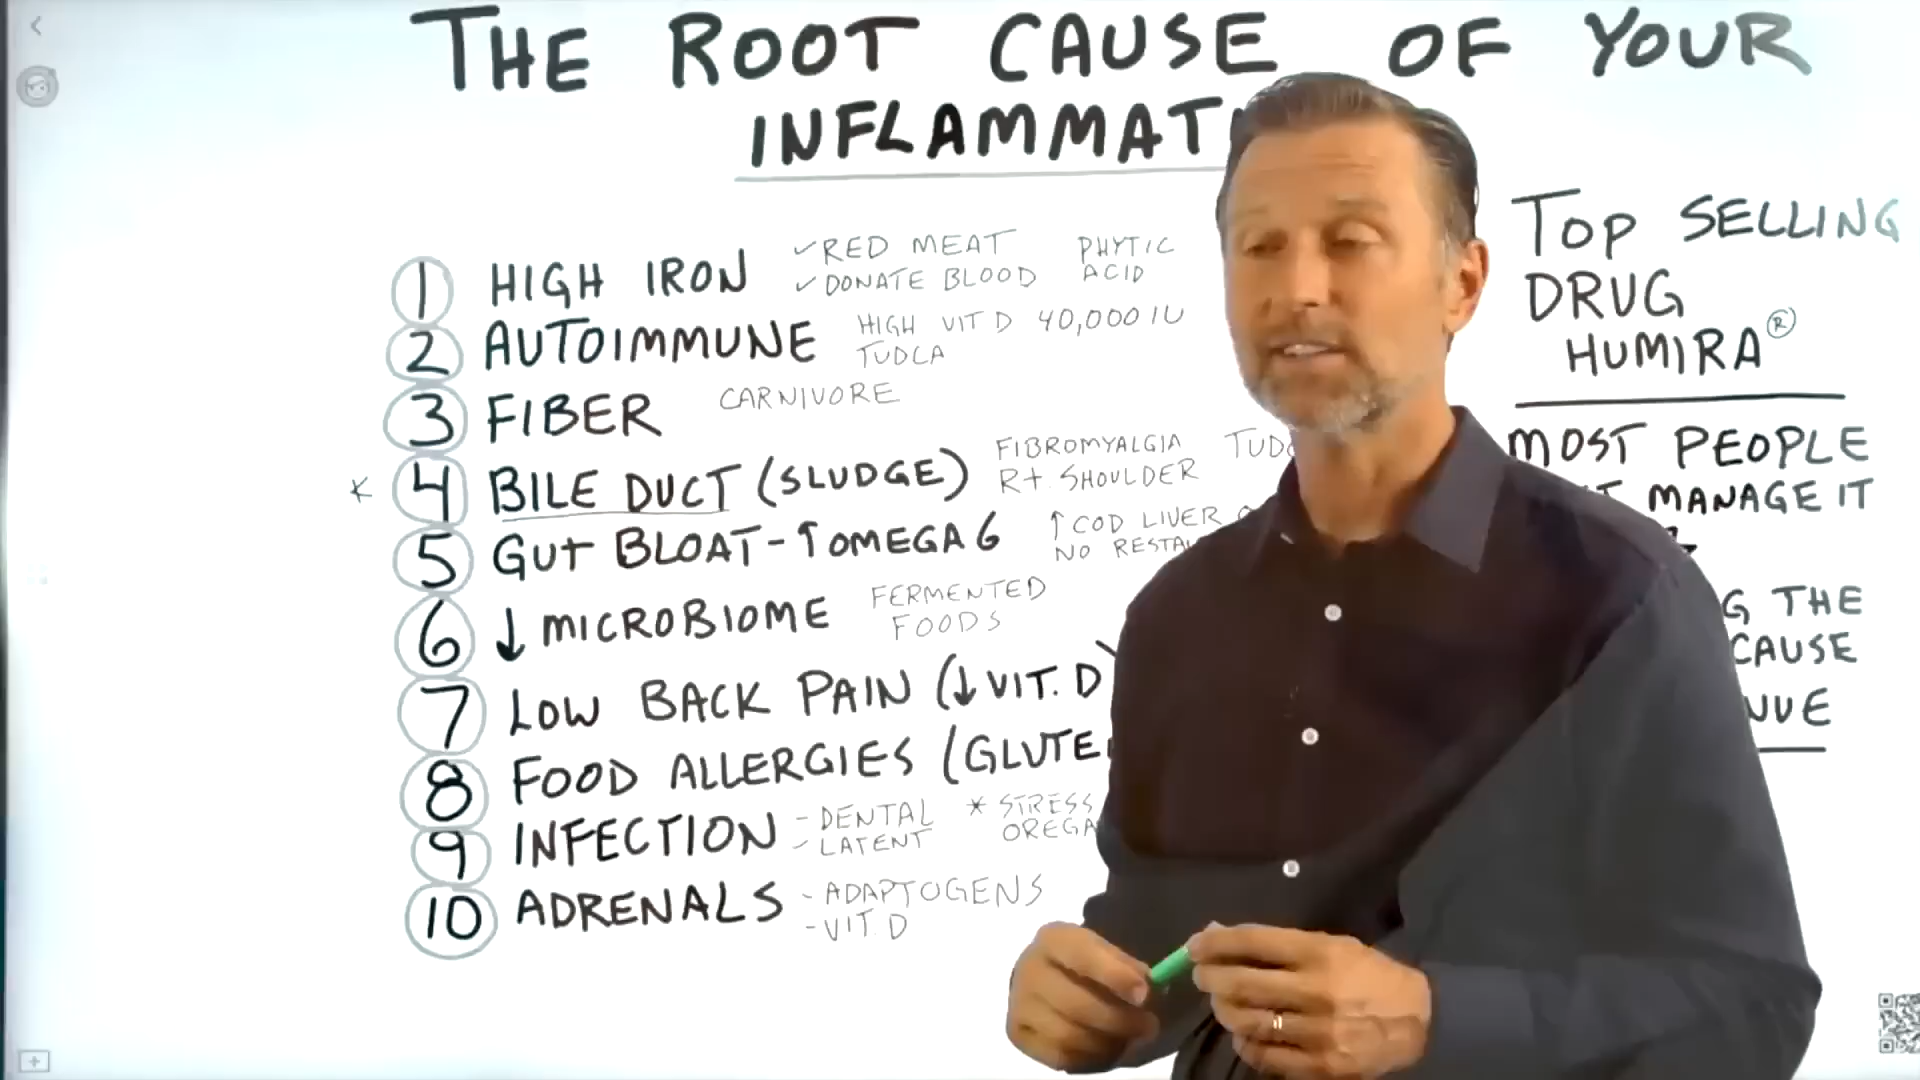 THE ROOT CAUSE OF YOUR
INFLAMMAT
1 HIGH IRON
✓ RED MEAT
✓ DONATE BLOOD
PHYTIC
ACID
2 AUTOIMMUNE
HIGH VIT D 40,000 IU
TUDCA
3 FIBER
CARNIVORE
* 4 BILE DUCT (SLUDGE)
FIBROMYALGIA
R+ SHOULDER
5 GUT BLOAT - ↑ OMEGA 6
↑ COD LIVER
NO
6 ↓ MICROBIOME
FERMENTED
FOODS
7 LOW BACK PAIN (↓ VIT. D)
8 FOOD ALLERGIES (GLUTE
9 INFECTION
- DENTAL
- LATENT
* STRESS
OREGA
10 ADRENALS
- ADAPTOGENS
- VIT. D
TOP SELLING
DRUG
HUMIRA®
MOST PEOPLE
MANAGE IT
G THE
CAUSE
NUE